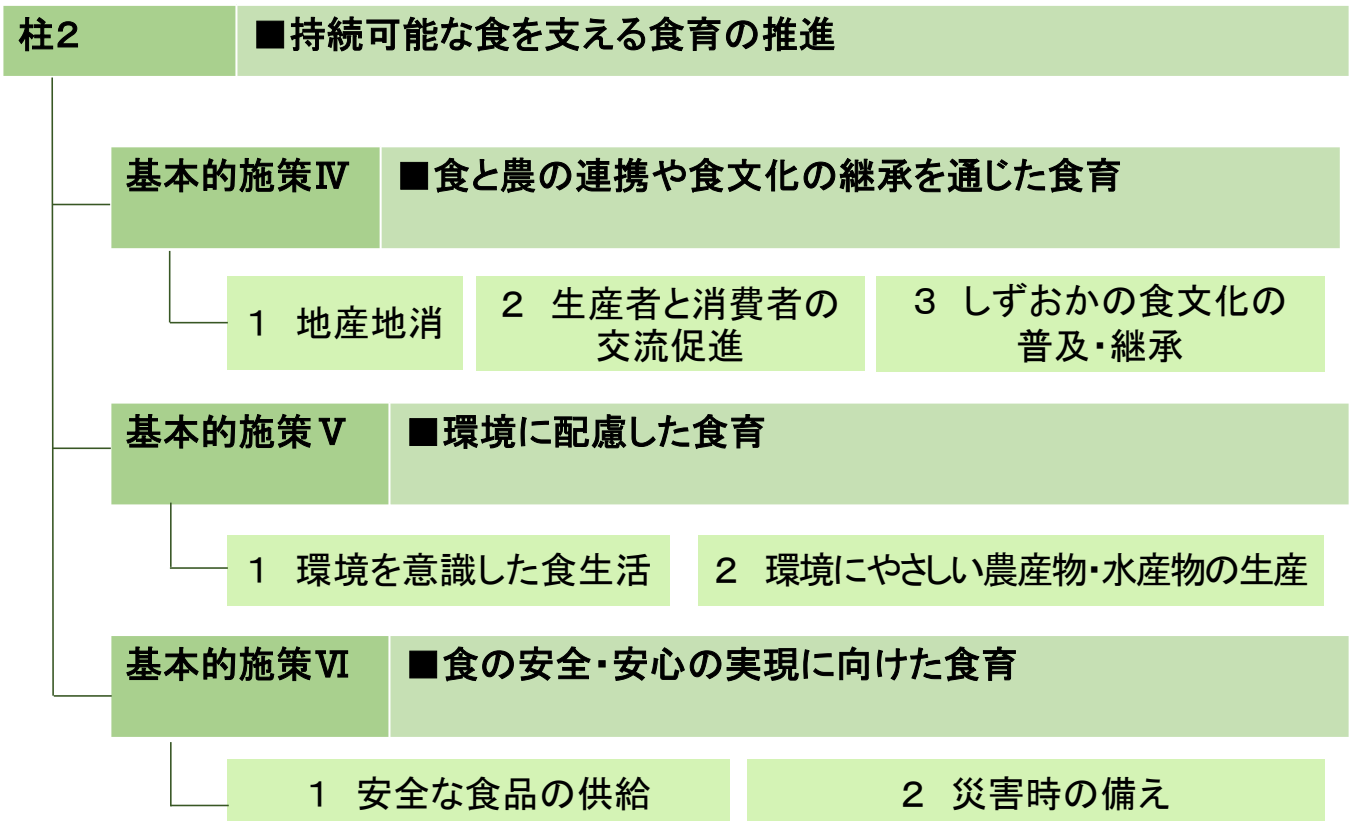 柱2 ■持続可能な食を支える食育の推進
基本的施策Ⅳ ■食と農の連携や食文化の継承を通じた食育
1 地産地消
2 生産者と消費者の
交流促進
3 しずおかの食文化の
普及・継承
基本的施策Ⅴ ■環境に配慮した食育
1 環境を意識した食生活
2 環境にやさしい農産物・水産物の生産
基本的施策Ⅵ ■食の安全・安心の実現に向けた食育
1 安全な食品の供給
2 災害時の備え